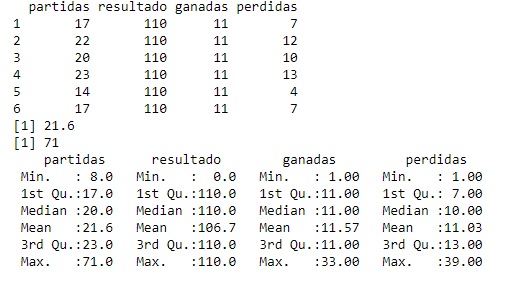 partidas resultado ganadas perdidas
1 17 110 11 7
2 22 110 11 12
3 20 110 11 10
4 23 110 11 13
5 14 110 11 4
6 17 110 11 7
[1] 21.6
[1] 71
partidas resultado ganadas perdidas
Min. : 8.0 Min. : 0.0 Min. : 1.00 Min. : 1.00
1st Qu.:17.0 1st Qu.:110.0 1st Qu.:11.00 1st Qu.: 7.00
Median :20.0 Median :110.0 Median :11.00 Median :10.00
Mean :21.6 Mean :106.7 Mean :11.57 Mean :11.03
3rd Qu.:23.0 3rd Qu.:110.0 3rd Qu.:11.00 3rd Qu.:13.00
Max. :71.0 Max. :110.0 Max. :33.00 Max. :39.00